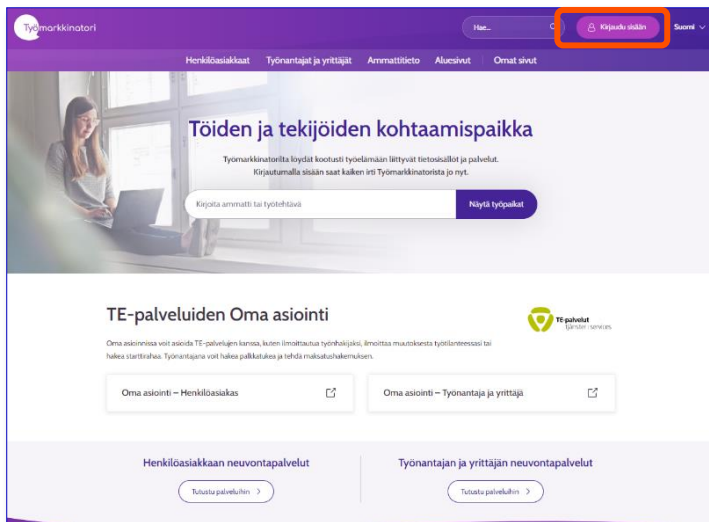 Työmarkkinatori
Hae...
Kirjaudu sisään
Suomi
Henkilöasiakkaat Työnantajat ja yrittäjät Ammattitieto Aluesivut Omat sivut
Töiden ja tekijöiden kohtaamispaikka
Työmarkkinatorilta löydät kootusti työelämään liittyvät tietosisällöt ja palvelut.
Kirjautumalla sisään saat kaiken irti Työmarkkinatorista jo nyt.
Kirjoita ammatti tai työtehtävä
Näytä työpaikat
TE-palveluiden Oma asiointi
TE-palvelut
tjänster | services
Oma asioinnissa voit asioida TE-palvelujen kanssa, kuten ilmoittautua työnhakijaksi, ilmoittaa muutoksesta työtilanteessasi tai
hakea starttirahaa. Työnantajana voit hakea palkkatukea ja tehdä maksatushakemuksen.
Oma asiointi – Henkilöasiakas
Oma asiointi – Työnantaja ja yrittäjä
Henkilöasiakkaan neuvontapalvelut
Työnantajan ja yrittäjän neuvontapalvelut
Tutustu palveluihin
Tutustu palveluihin